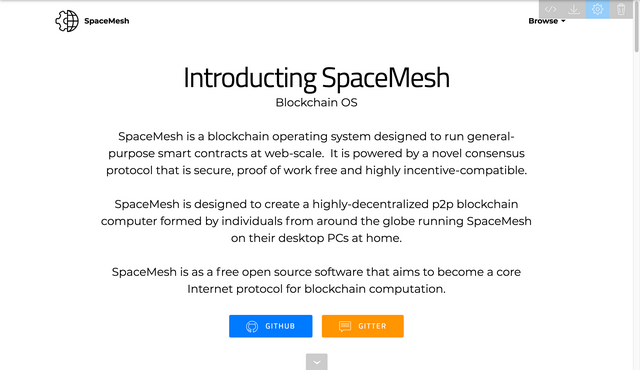 SpaceMesh
Browse
Introducting SpaceMesh
Blockchain OS
SpaceMesh is a blockchain operating system designed to run general-
purpose smart contracts at web-scale.  It is powered by a novel consensus
protocol that is secure, proof of work free and highly incentive-compatible.
SpaceMesh is designed to create a highly-decentralized p2p blockchain
computer formed by individuals from around the globe running SpaceMesh
on their desktop PCs at home.
SpaceMesh is as a free open source software that aims to become a core
Internet protocol for blockchain computation.
GITHUB
GITTER